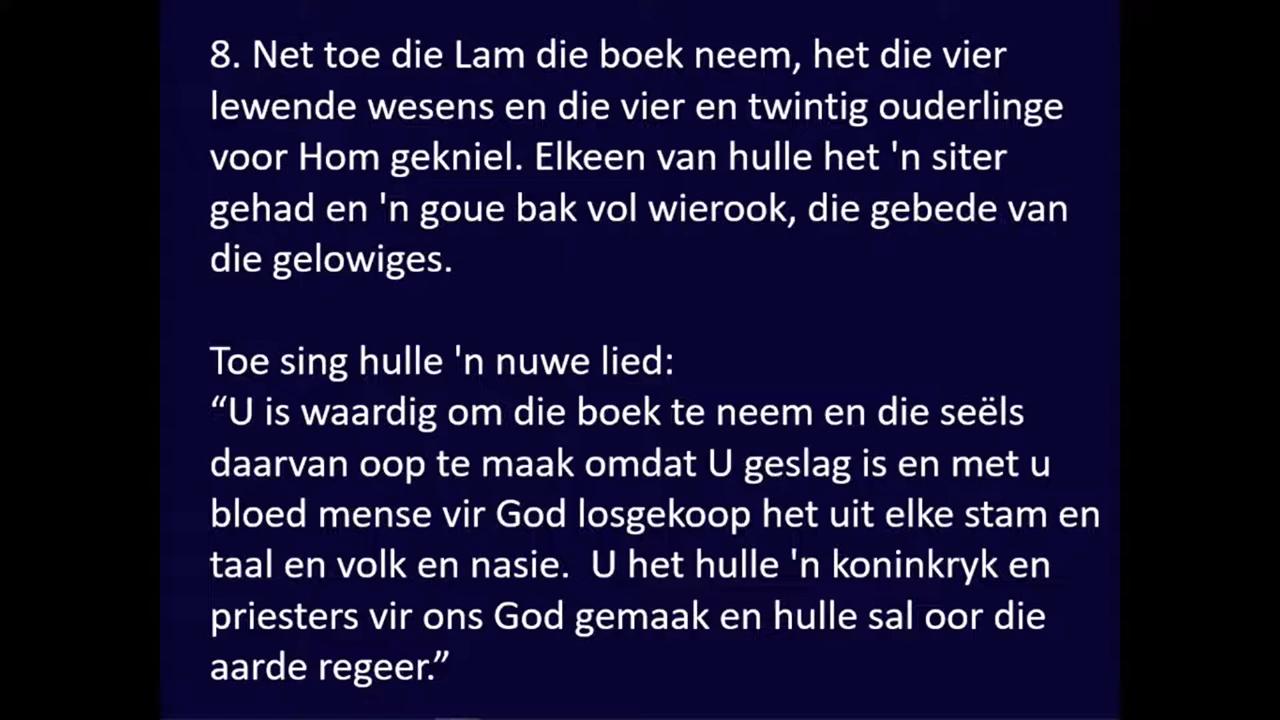 8. Net toe die Lam die boek neem, het die vier
lewende wesens en die vier en twintig ouderlinge
voor Hom gekniel. Elkeen van hulle het 'n siter
gehad en 'n goue bak vol wierook, die gebede van
die gelowiges.
Toe sing hulle 'n nuwe lied:
“U is waardig om die boek te neem en die seëls
daarvan oop te maak omdat U geslag is en met u
bloed mense vir God losgekoop het uit elke stam en
taal en volk en nasie.  U het hulle 'n koninkryk en
priesters vir ons God gemaak en hulle sal oor die
aarde regeer.”